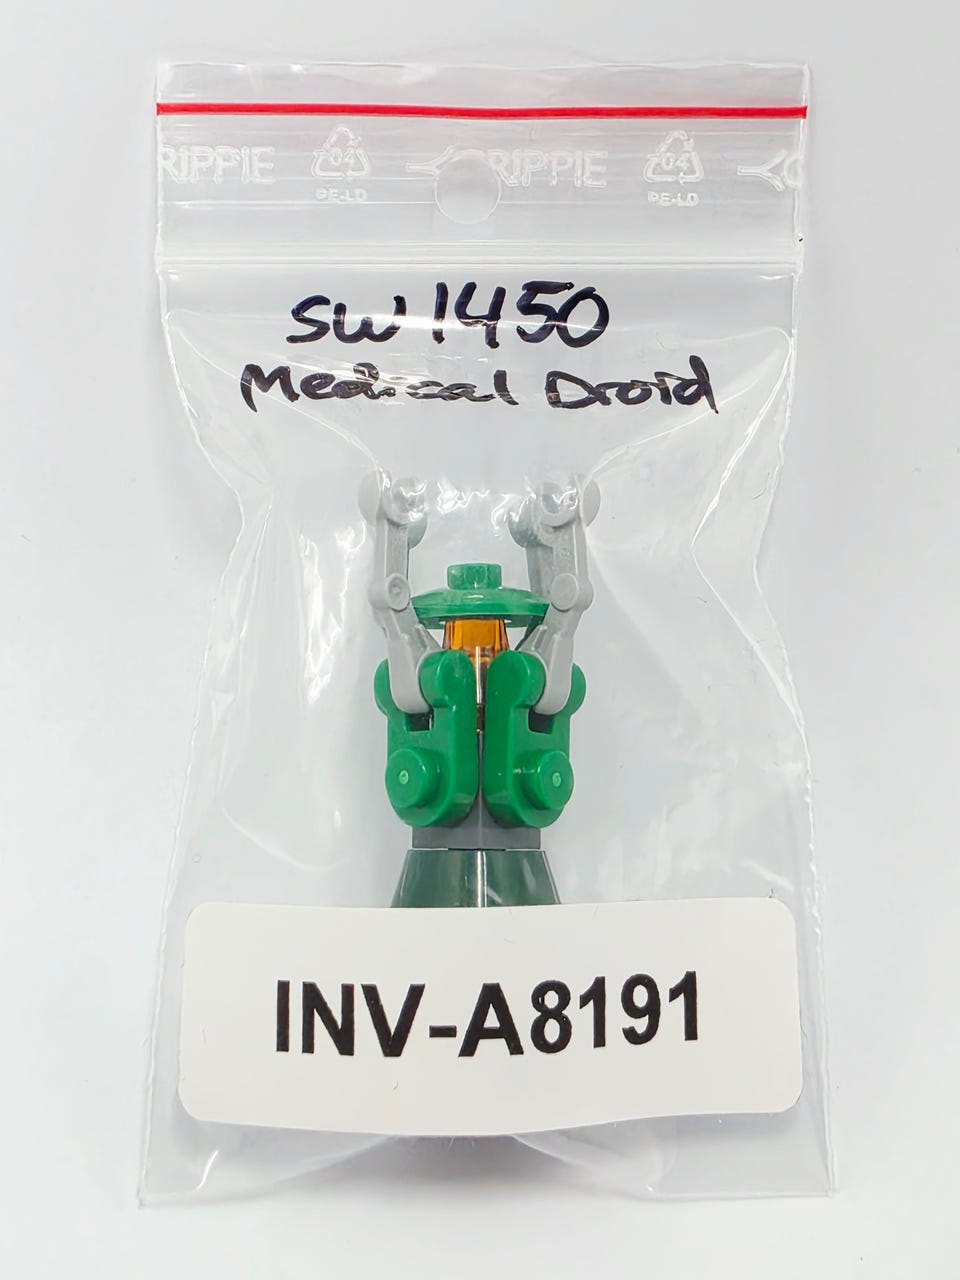 RIPPIE 04 RIPPIE 04
PE-LD PE-LD
SW1450
Medical Droid
INV-A8191